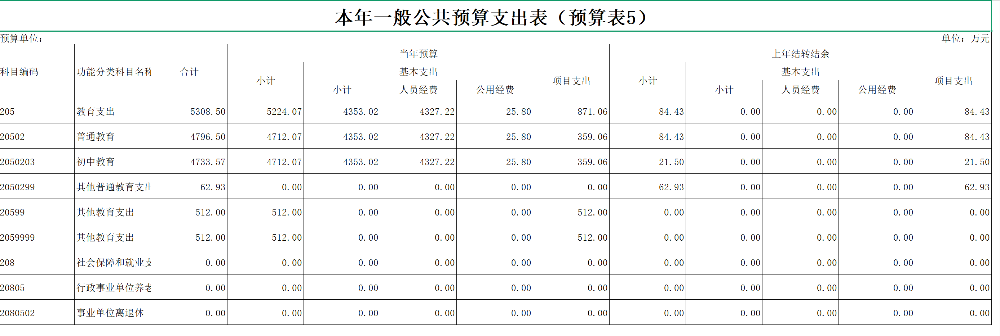 本年一般公共预算支出表（预算表5）
预算单位： 单位：万元
科目编码 功能分类科目名称 合计 当年预算 上年结转结余
小计 基本支出 项目支出 小计 基本支出 项目支出
小计 人员经费 公用经费 小计 人员经费 公用经费
205 教育支出 5308.50 5224.07 4353.02 4327.22 25.80 871.06 84.43 0.00 0.00 0.00 84.43
20502 普通教育 4796.50 4712.07 4353.02 4327.22 25.80 359.06 84.43 0.00 0.00 0.00 84.43
2050203 初中教育 4733.57 4712.07 4353.02 4327.22 25.80 359.06 21.50 0.00 0.00 0.00 21.50
2050299 其他普通教育支出 62.93 0.00 0.00 0.00 0.00 0.00 62.93 0.00 0.00 0.00 62.93
20599 其他教育支出 512.00 512.00 0.00 0.00 0.00 512.00 0.00 0.00 0.00 0.00 0.00
2059999 其他教育支出 512.00 512.00 0.00 0.00 0.00 512.00 0.00 0.00 0.00 0.00 0.00
208 社会保障和就业支 0.00 0.00 0.00 0.00 0.00 0.00 0.00 0.00 0.00 0.00 0.00
20805 行政事业单位养老 0.00 0.00 0.00 0.00 0.00 0.00 0.00 0.00 0.00 0.00 0.00
2080502 事业单位离退休 0.00 0.00 0.00 0.00 0.00 0.00 0.00 0.00 0.00 0.00 0.00